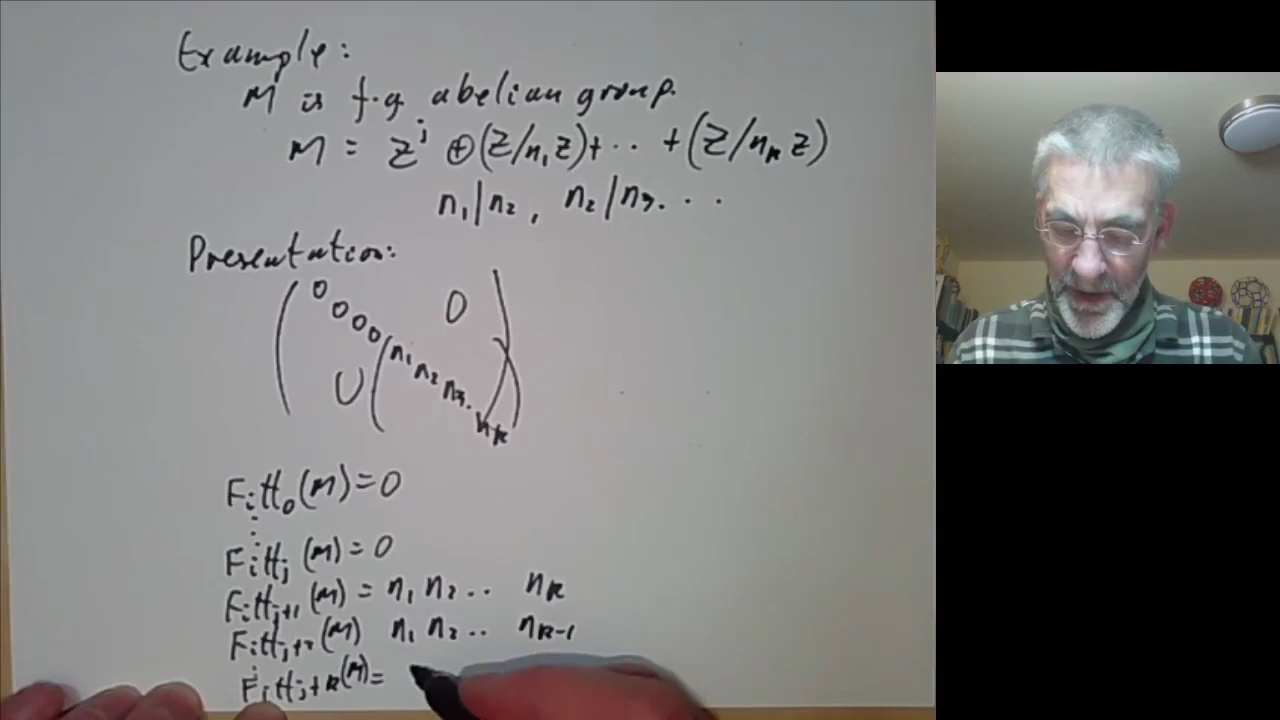 Example:
M is f.g. abelian group.
M = Z^j ⊕ (Z/n₁Z)+ ·· +(Z/n_k Z)
n₁|n₂, n₂|n₃. . .
Presentation:
( 0 0 0 0 0
0 ( n₁ n₂ n₃. n_k ) )
Fitt₀(M)=0
⋮
Fitt_j(M)=0
Fitt_{j+1}(M) = n₁ n₂ .. n_k
Fitt_{j+2}(M) n₁ n₂ .. n_{k-1}
⋮
Fitt_{j+k}(M)=